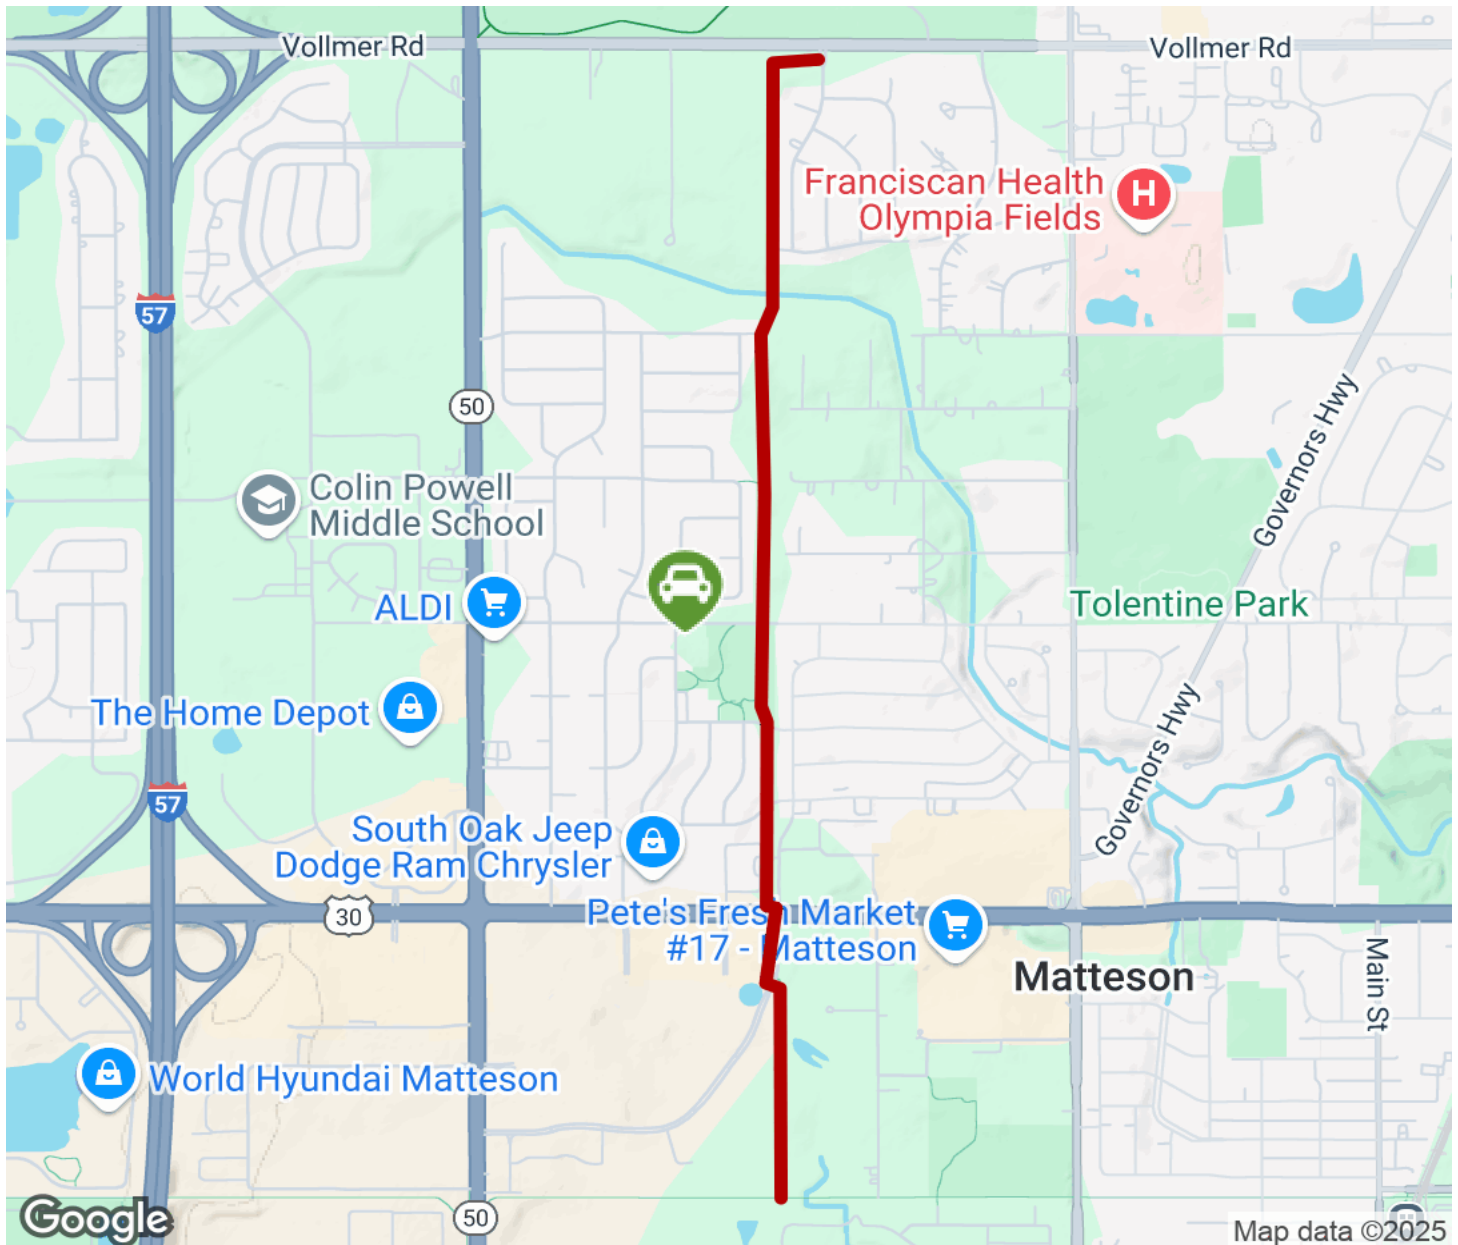 Vollmer Rd
Vollmer Rd
Franciscan Health
Olympia Fields
H
57
50
Governors Hwy
Colin Powell
Middle School
ALDI
Tolentine Park
The Home Depot
Governors Hwy
57
South Oak Jeep
Dodge Ram Chrysler
30
Pete's Fresh Market
#17 - Matteson
Matteson
Main St
World Hyundai Matteson
50
Google
Map data ©2025